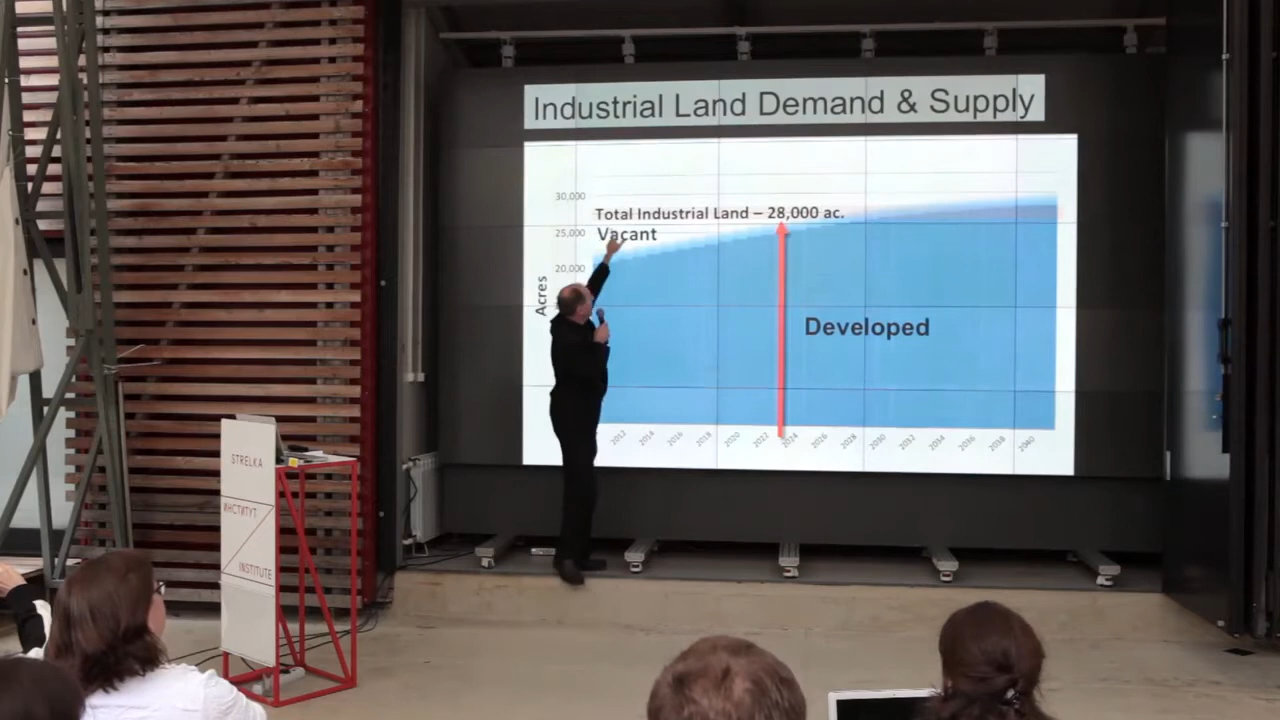 Industrial Land Demand & Supply
30,000
Total Industrial Land – 28,000 ac.
Vacant
25,000
20,000
Acres
Developed
2012 2014 2016 2018 2020 2022 2024 2026 2028 2030 2032 2034 2036 2038 2040
STRELKA
ИНСТИТУТ
INSTITUTE